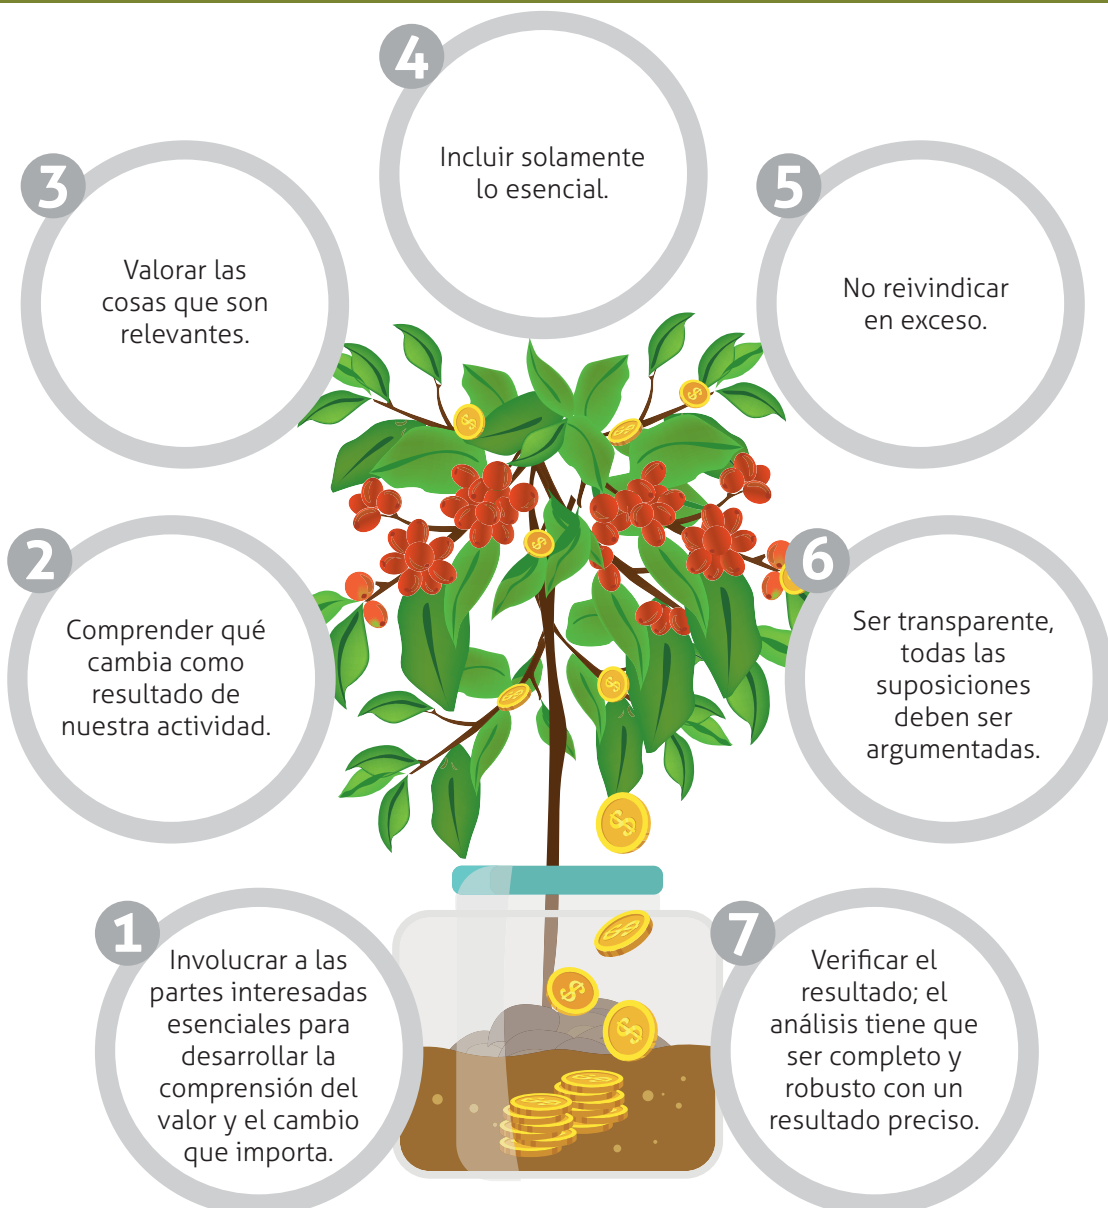 1
Involucrar a las
partes interesadas
esenciales para
desarrollar la
comprensión del
valor y el cambio
que importa.
2
Comprender qué
cambia como
resultado de
nuestra actividad.
3
Valorar las
cosas que son
relevantes.
4
Incluir solamente
lo esencial.
5
No reivindicar
en exceso.
6
Ser transparente,
todas las
suposiciones
deben ser
argumentadas.
7
Verificar el
resultado; el
análisis tiene que
ser completo y
robusto con un
resultado preciso.